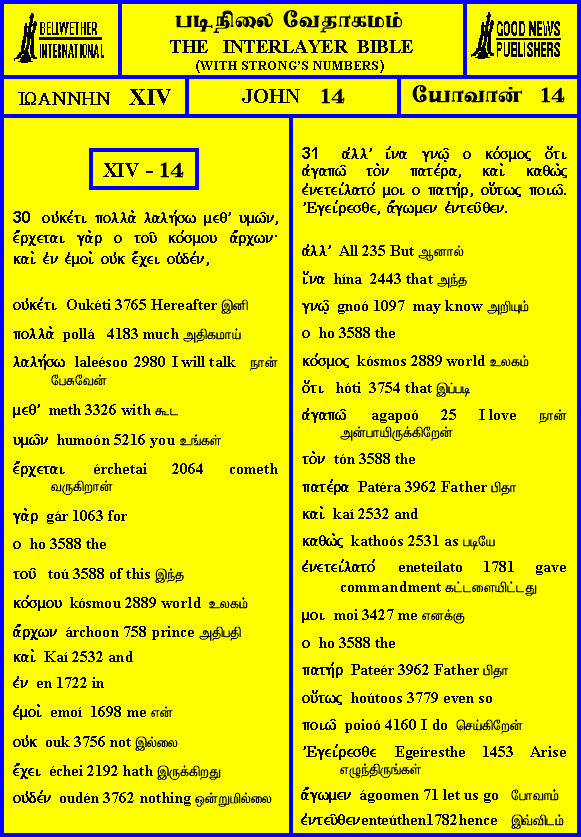 BELLWETHER
INTERNATIONAL
படிநிலை வேதாகமம்
THE INTERLAYER BIBLE
(WITH STRONG'S NUMBERS)
GOOD NEWS
PUBLISHERS
ΙΩΑΝΝΗΝ XIV
JOHN 14
யோவான் 14
XIV - 14
30 οὐκέτι πολλὰ λαλήσω μεθ’ υμῶν,
ἔρχεται γὰρ ο τοῦ κόσμου ἄρχων·
καὶ ἐν ἐμοὶ οὐκ ἔχει οὐδέν,
οὐκέτι Oukéti 3765 Hereafter இனி
πολλὰ pollá 4183 much அதிகமாய்
λαλήσω laleésoo 2980 I will talk நான்
பேசுவேன்
μεθ’ meth 3326 with கூட
υμῶν humoón 5216 you உங்கள்
ἔρχεται érchetai 2064 cometh
வருகிறான்
γὰρ gár 1063 for
ο ho 3588 the
τοῦ toú 3588 of this இந்த
κόσμου kósmou 2889 world உலகம்
ἄρχων árchoon 758 prince அதிபதி
καὶ Kaí 2532 and
ἐν en 1722 in
ἐμοὶ emoí 1698 me என்
οὐκ ouk 3756 not இல்லை
ἔχει échei 2192 hath இருக்கிறது
οὐδέν oudén 3762 nothing ஒன்றுமில்லை
31 ἀλλ’ ἵνα γνῶ ο κόσμος ὅτι
ἀγαπῶ τὸν πατέρα, καὶ καθὼς
ἐνετείλατό μοι ο πατήρ, οὕτως ποιῶ.
Ἐγείρεσθε, ἄγωμεν ἐντεῦθεν.
ἀλλ’ All 235 But ஆனால்
ἵνα hína 2443 that அந்த
γνῶ gnoó 1097 may know அறியும்
ο ho 3588 the
κόσμος kósmos 2889 world உலகம்
ὅτι hóti 3754 that இப்படி
ἀγαπῶ agapoó 25 I love நான்
அன்பாயிருக்கிறேன்
τὸν tón 3588 the
πατέρα Patéra 3962 Father பிதா
καὶ kaí 2532 and
καθὼς kathoós 2531 as படியே
ἐνετείλατό eneteílato 1781 gave
commandment கட்டளையிட்டது
μοι moi 3427 me எனக்கு
ο ho 3588 the
πατήρ Pateér 3962 Father பிதா
οὕτως hoútoos 3779 even so
ποιῶ poioó 4160 I do செய்கிறேன்
Ἐγείρεσθε Egeíresthe 1453 Arise
எழுந்திருங்கள்
ἄγωμεν ágoomen 71 let us go போவாம்
ἐντεῦθεν enteúthen 1782 hence இவ்விடம்